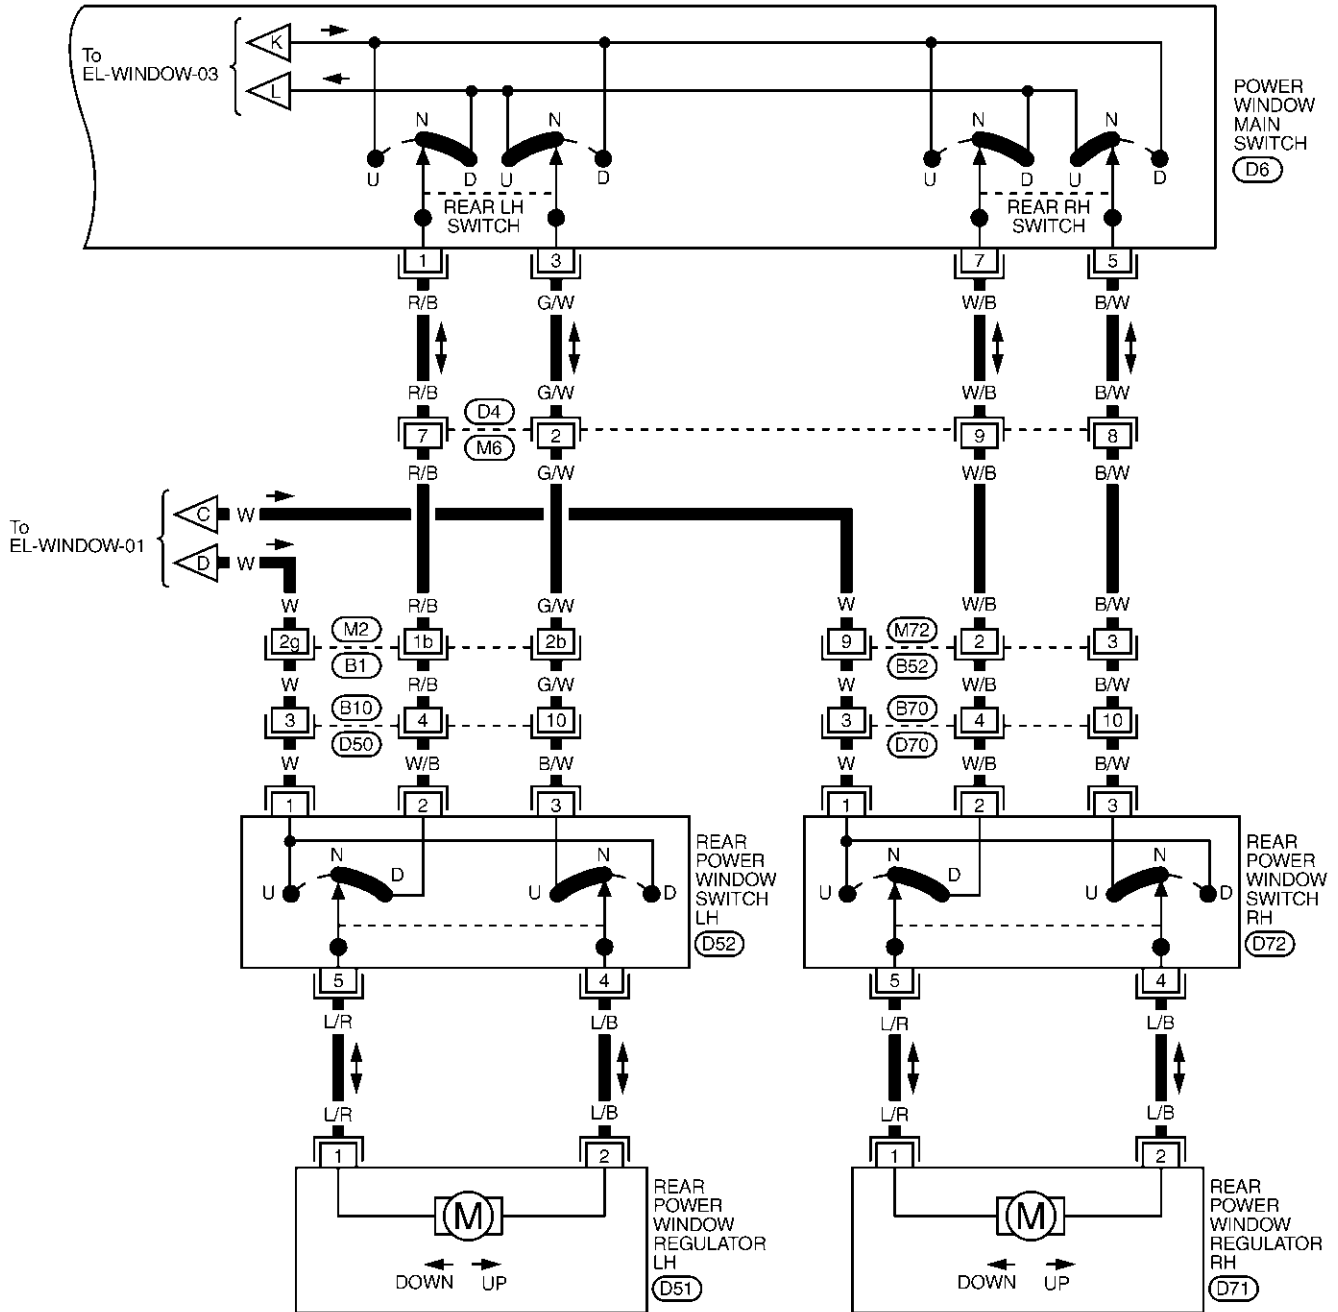 To
EL-WINDOW-03
K
L
POWER
WINDOW
MAIN
SWITCH
D6
N N N N
U D U D U D U D
REAR LH
SWITCH
REAR RH
SWITCH
1 3 7 5
R/B G/W W/B B/W
R/B G/W W/B B/W
D4
7 2 9 8
M6
R/B G/W W/B B/W
To
EL-WINDOW-01
C W
D W
W R/B G/W W W/B B/W
2g M2 1b 2b 9 M72 2 3
B1 B52
W R/B G/W W W/B B/W
3 B10 4 10 3 B70 4 10
D50 D70
W W/B B/W W W/B B/W
1 2 3 1 2 3
N D N N D N
U U D U U D
REAR
POWER
WINDOW
SWITCH
LH
D52
REAR
POWER
WINDOW
SWITCH
RH
D72
5 4 5 4
L/R L/B L/R L/B
L/R L/B L/R L/B
1 2 1 2
M M
DOWN UP DOWN UP
REAR
POWER
WINDOW
REGULATOR
LH
D51
REAR
POWER
WINDOW
REGULATOR
RH
D71